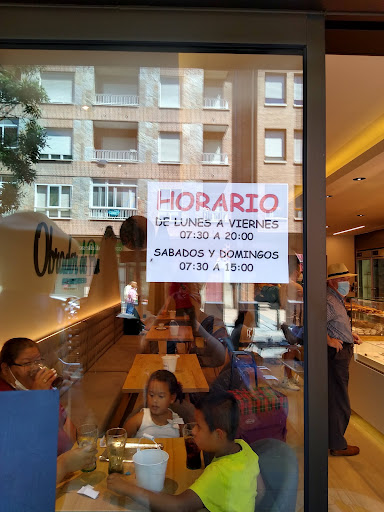 HORARIO
DE LUNES A VIERNES
07:30 A 20:00
SABADOS Y DOMINGOS
07:30 A 15:00